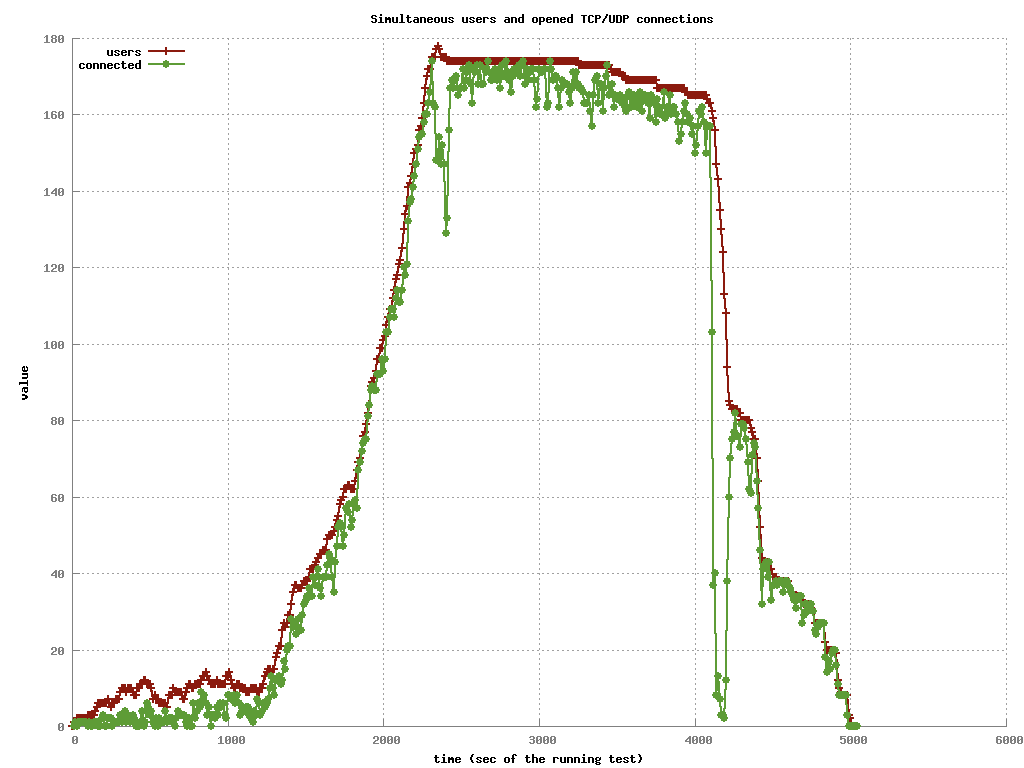 Simultaneous users and opened TCP/UDP connections
180
users
connected
160
140
120
100
value
80
60
40
20
0
0 1000 2000 3000 4000 5000 6000
time (sec of the running test)